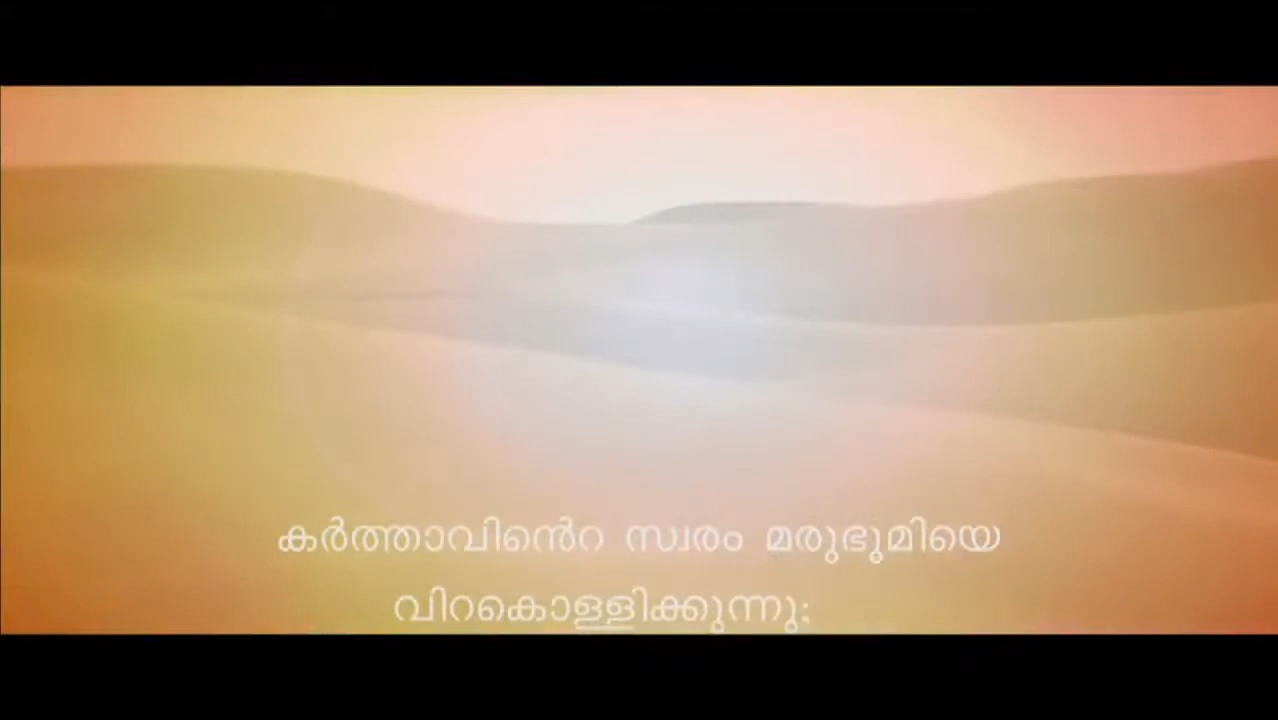 കർത്താവിൻെറ സ്വരം മരുഭൂമിയെ
വിറകൊള്ളിക്കുന്നു;